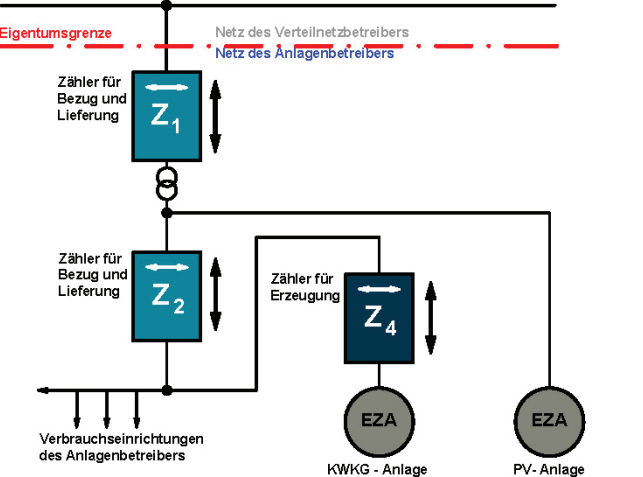 Eigentumsgrenze
Netz des Verteilnetzbetreibers
Netz des Anlagenbetreibers
Zähler für
Bezug und
Lieferung
Z1
Zähler für
Bezug und
Lieferung
Z2
Zähler für
Erzeugung
Z4
EZA
EZA
Verbrauchseinrichtungen
des Anlagenbetreibers
KWKG - Anlage
PV- Anlage